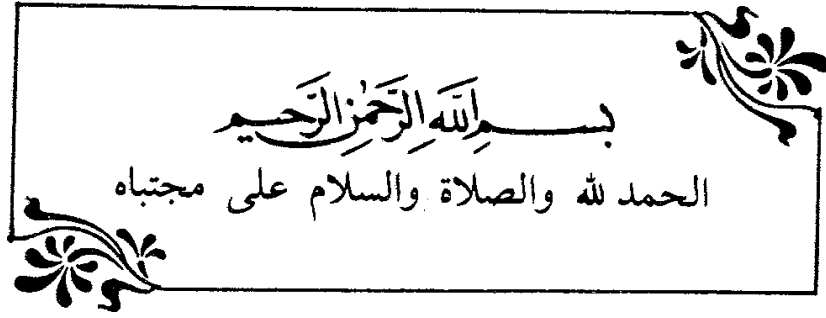 بسم الله الرحمن الرحيم
الحمد لله والصلاة والسلام على مجتباه